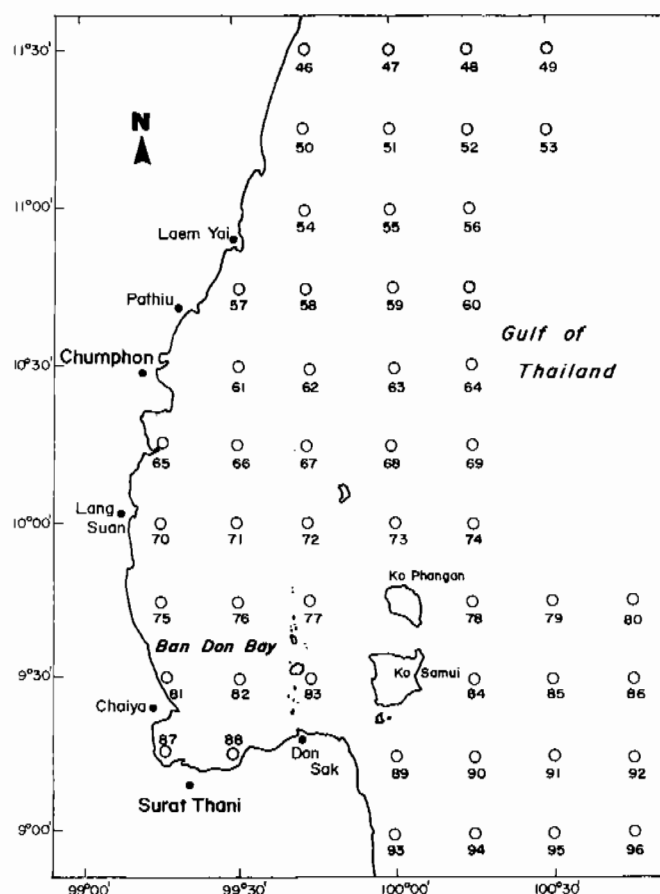 11°30'
46 47 48 49
N
50 51 52 53
11°00'
54 55 56
Laem Yai
57 58 59 60
Pathiu
Gulf of
Thailand
Chumphon
10°30'
61 62 63 64
65 66 67 68 69
Lang
Suan
10°00'
70 71 72 73 74
Ko Phangan
75 76 77 78 79 80
Ban Don Bay
9°30'
Ko Samui
81 82 83 84 85 86
Chaiya
87 88
Don
Sak
89 90 91 92
Surat Thani
9°00'
93 94 95 96
99°00' 99°30' 100°00' 100°30'